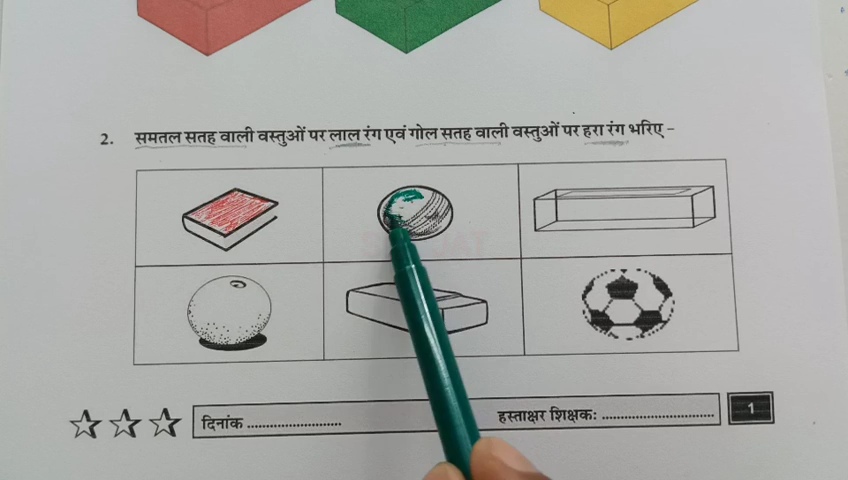 2. समतल सतह वाली वस्तुओं पर लाल रंग एवं गोल सतह वाली वस्तुओं पर हरा रंग भरिए –
दिनांक ......................... हस्ताक्षर शिक्षक: ............................. 1